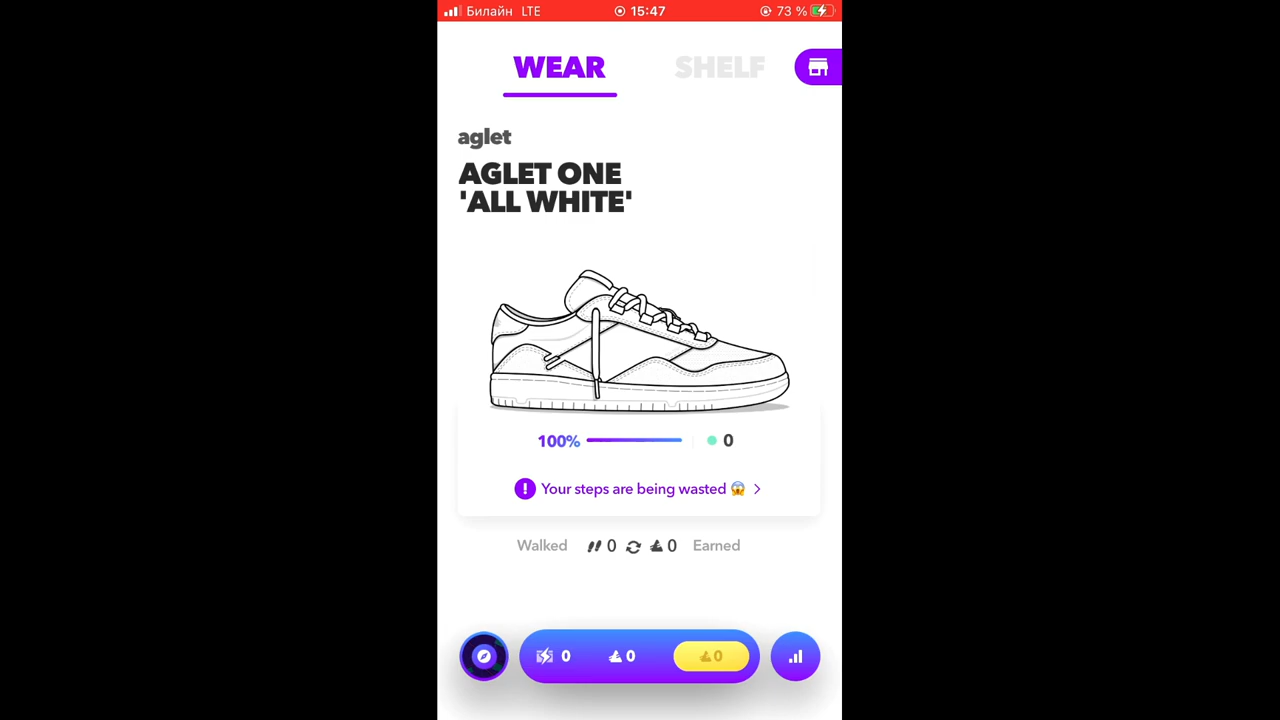 Билайн LTE 15:47 73 %
WEAR SHELF
aglet
AGLET ONE
'ALL WHITE'
100% 0
! Your steps are being wasted 😱 >
Walked 0 0 Earned
0 0 0